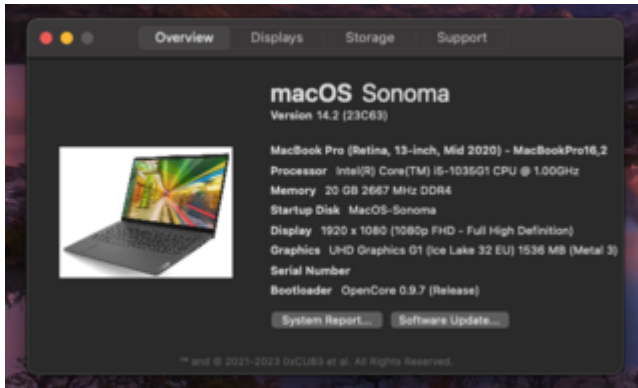 Overview Displays Storage Support
macOS Sonoma
Version 14.2 (23C63)
MacBook Pro (Retina, 13-inch, Mid 2020) - MacBookPro16,2
Processor Intel(R) Core(TM) i5-1035G1 CPU @ 1.00GHz
Memory 20 GB 2667 MHz DDR4
Startup Disk MacOS-Sonoma
Display 1920 x 1080 (1080p FHD - Full High Definition)
Graphics UHD Graphics G1 (Ice Lake 32 EU) 1536 MB (Metal 3)
Serial Number
Bootloader OpenCore 0.9.7 (Release)
System Report... Software Update...
™ and © 2021-2023 0xCUB3 et al. All Rights Reserved.